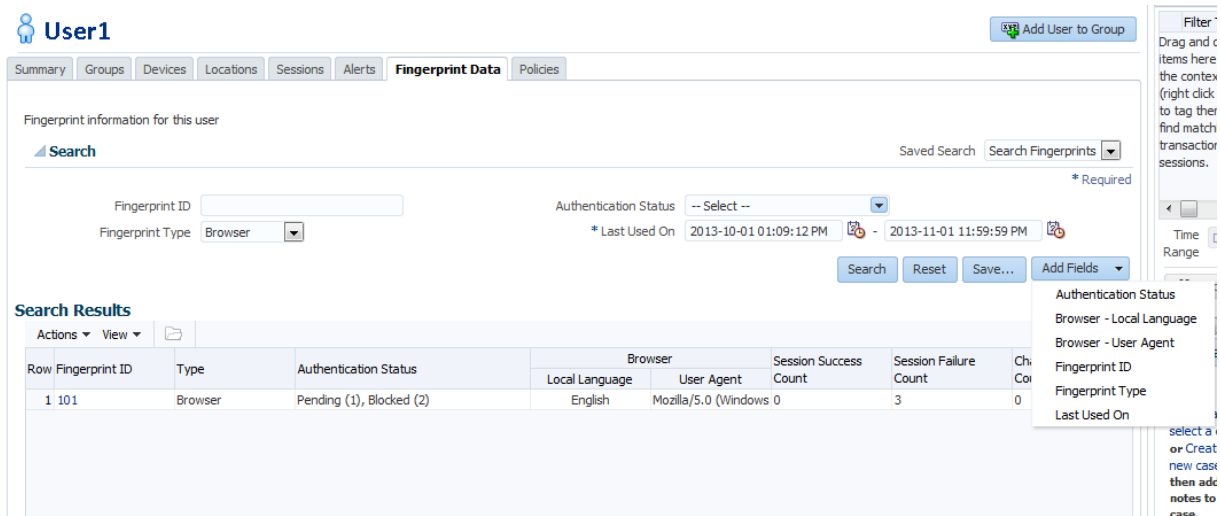 User1
Add User to Group
Summary Groups Devices Locations Sessions Alerts Fingerprint Data Policies
Fingerprint information for this user
Search
Saved Search Search Fingerprints
* Required
Fingerprint ID
Authentication Status -- Select --
Fingerprint Type Browser
* Last Used On 2013-10-01 01:09:12 PM - 2013-11-01 11:59:59 PM
Search Reset Save... Add Fields
Authentication Status
Browser - Local Language
Browser - User Agent
Fingerprint ID
Fingerprint Type
Last Used On
Search Results
Actions View
Row Fingerprint ID Type Authentication Status Browser Session Success Count Session Failure Count
Local Language User Agent
1 101 Browser Pending (1), Blocked (2) English Mozilla/5.0 (Windows 0 3 0
Filter
Drag and
items here
the
(right click
to tag
find
sessions.
Time
Range
select a
or
new case
then
notes to
case.